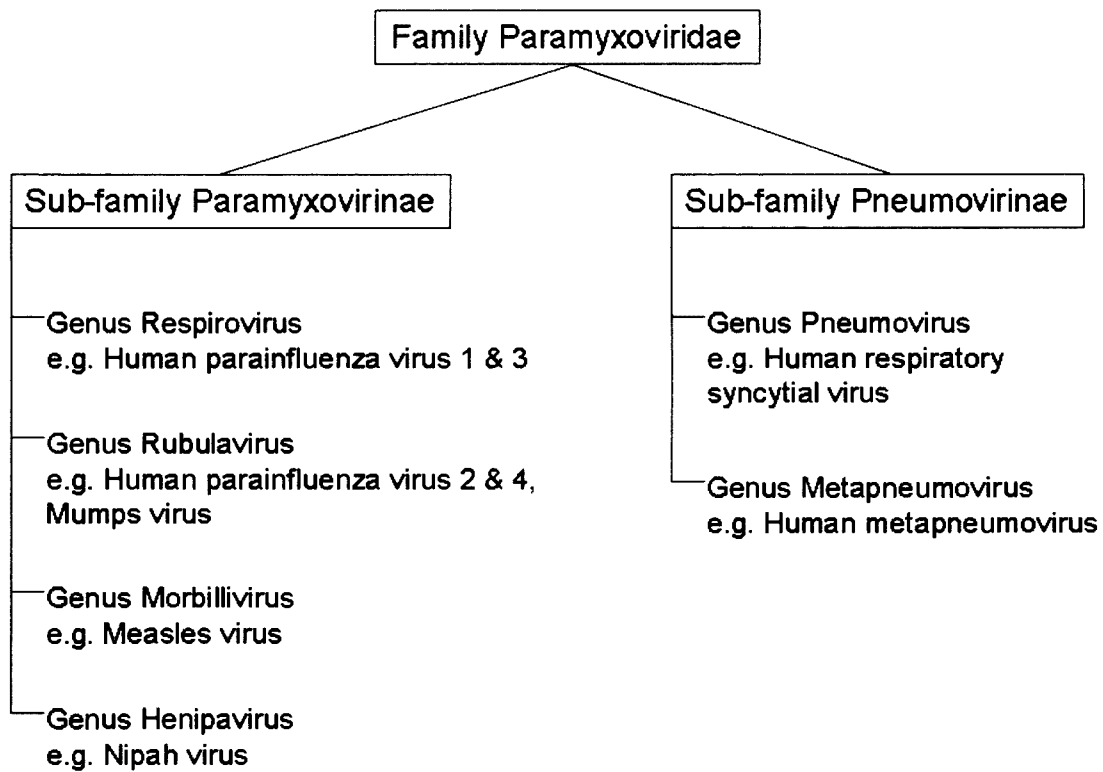 Family Paramyxoviridae
Sub-family Paramyxovirinae
Genus Respirovirus
e.g. Human parainfluenza virus 1 & 3
Genus Rubulavirus
e.g. Human parainfluenza virus 2 & 4,
Mumps virus
Genus Morbillivirus
e.g. Measles virus
Genus Henipavirus
e.g. Nipah virus
Sub-family Pneumovirinae
Genus Pneumovirus
e.g. Human respiratory
syncytial virus
Genus Metapneumovirus
e.g. Human metapneumovirus